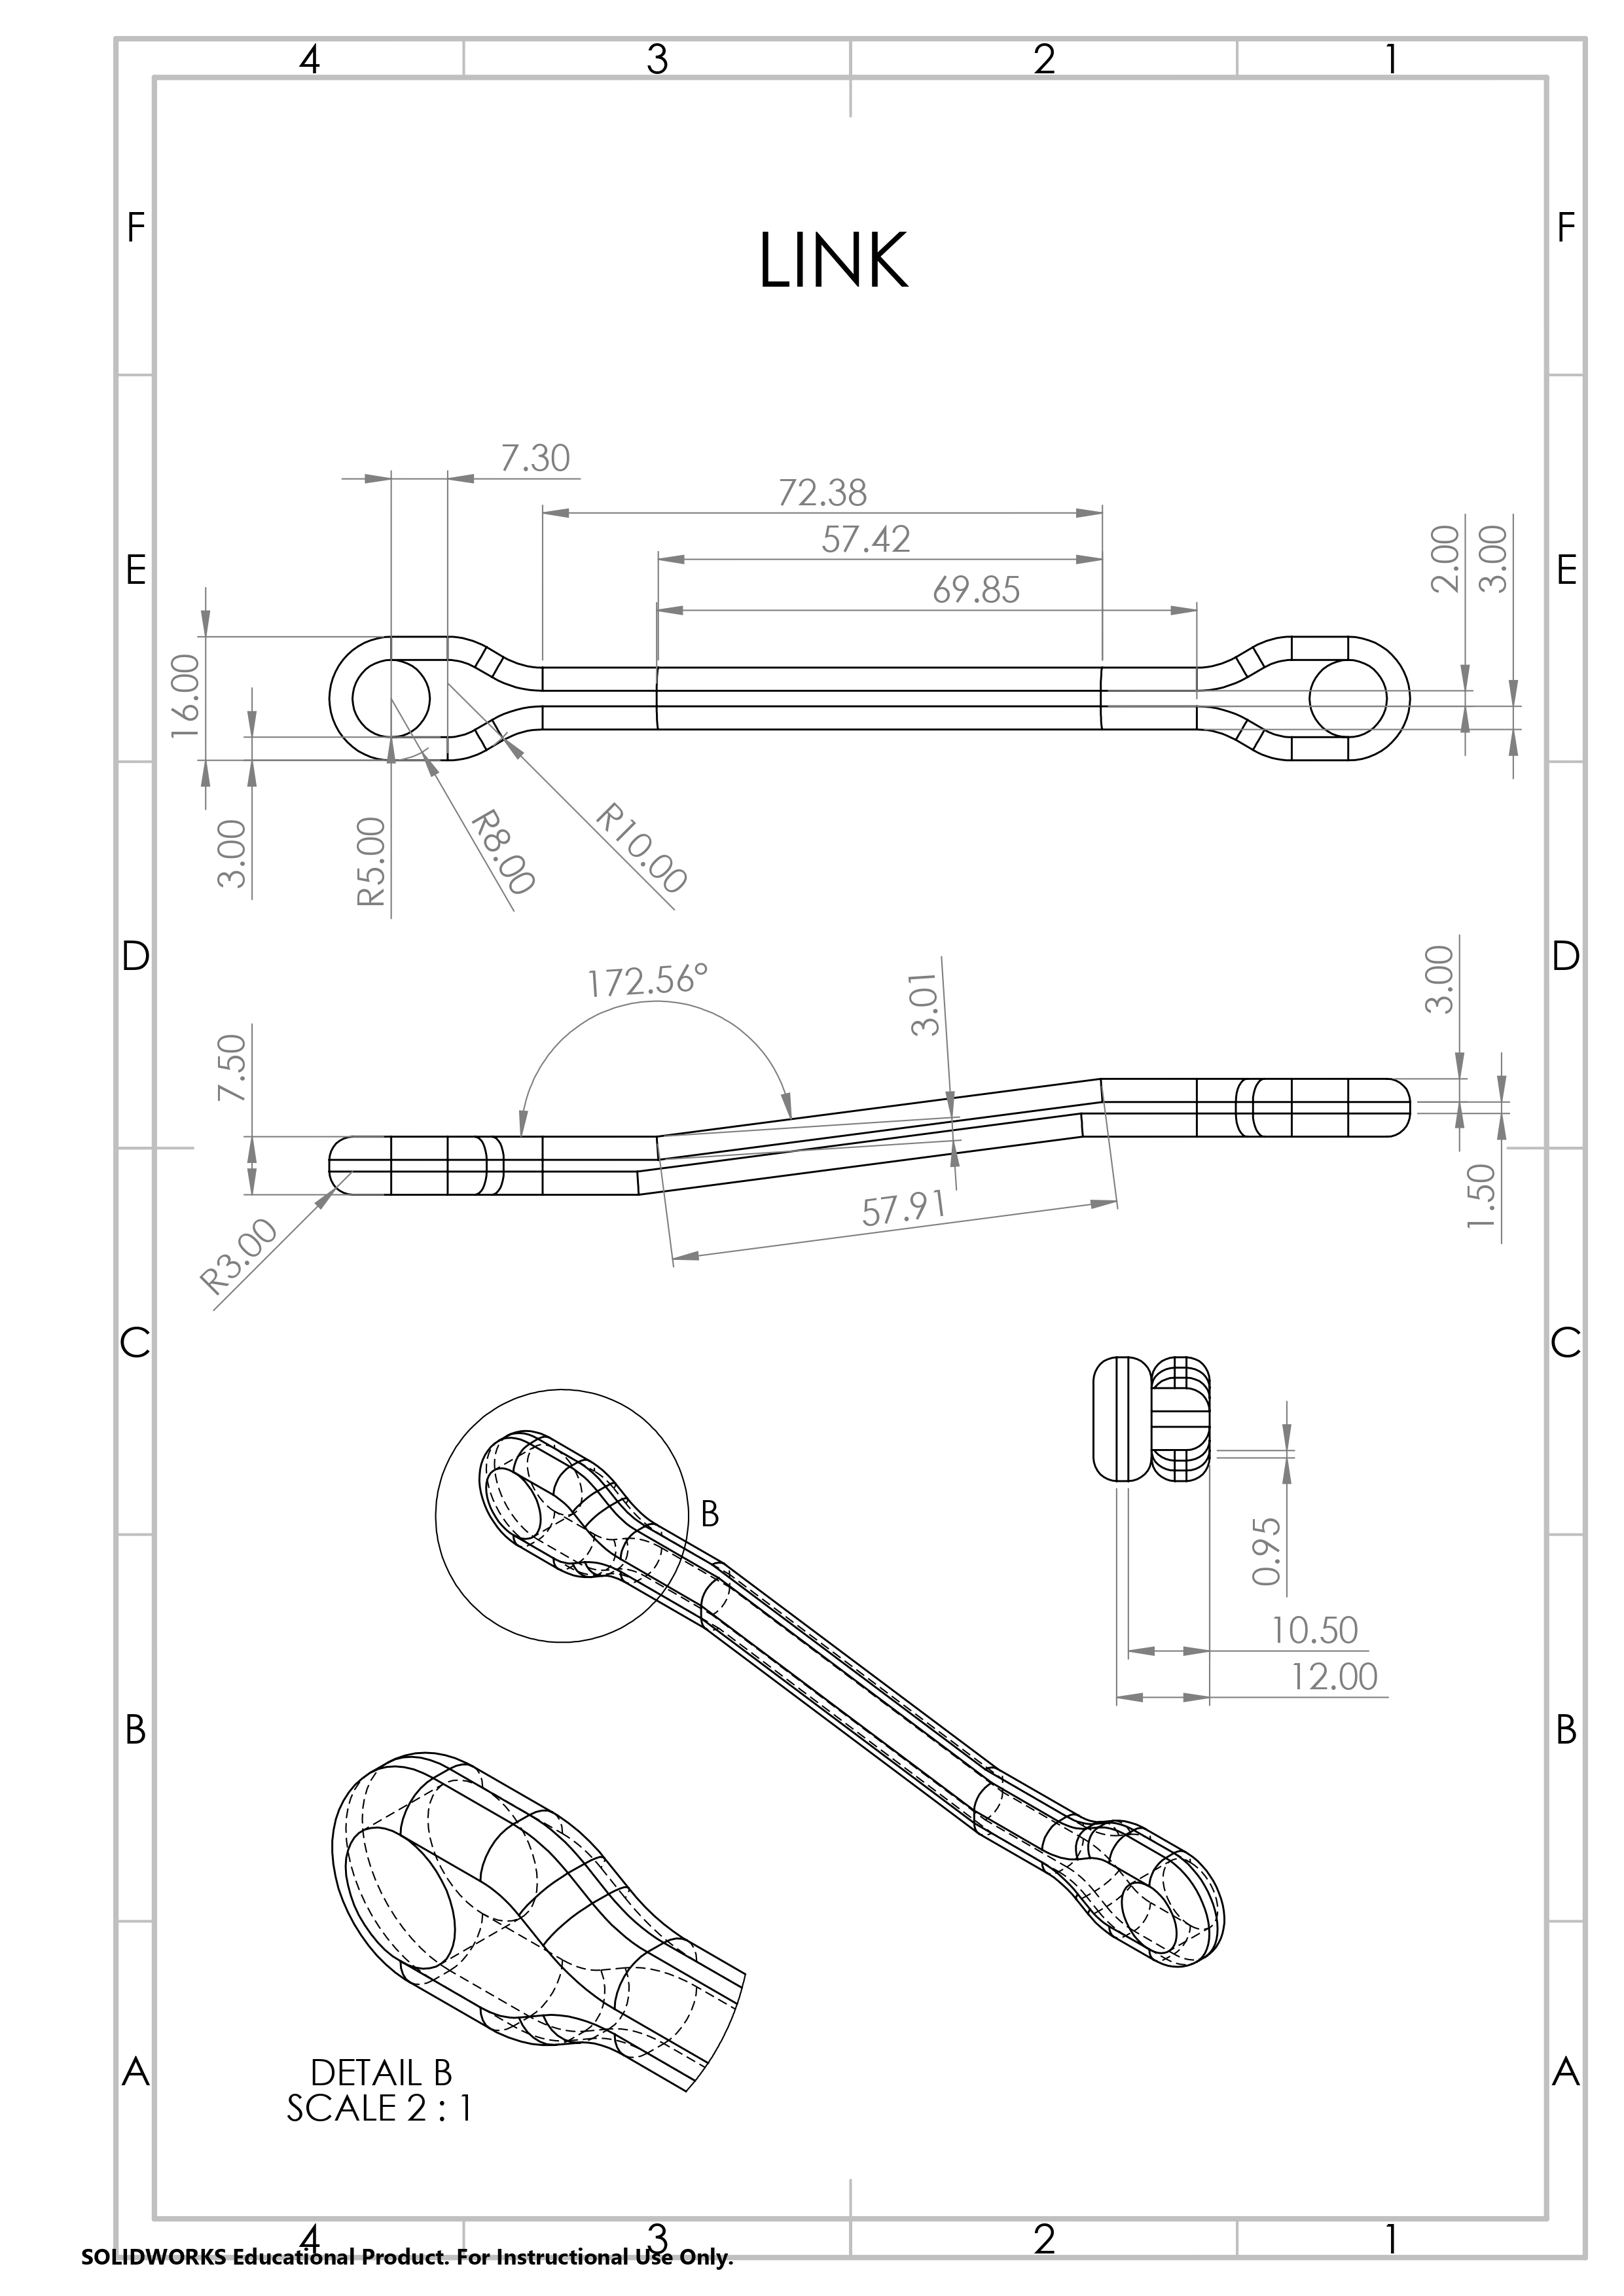 4 3 2 1
F F
LINK
7.30
72.38
57.42
69.85
E E
2.00 3.00
16.00
3.00
R5.00
R8.00
R10.00
D D
172.56°
3.01
3.00
7.50
57.91
1.50
R3.00
C C
B
0.95
10.50
12.00
B B
A A
DETAIL B
SCALE 2 : 1
4 3 2 1
SOLIDWORKS Educational Product. For Instructional Use Only.